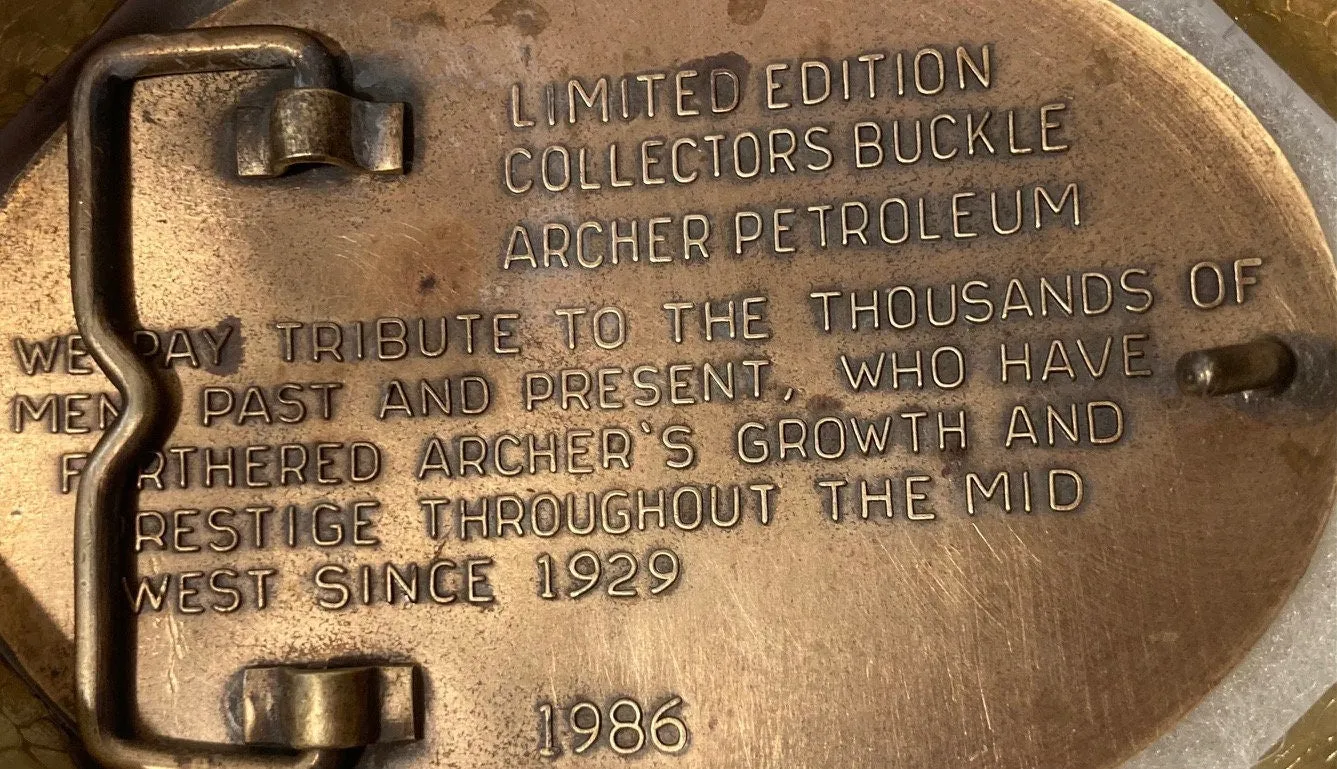 LIMITED EDITION
COLLECTORS BUCKLE
ARCHER PETROLEUM
WE PAY TRIBUTE TO THE THOUSANDS OF
MEN PAST AND PRESENT, WHO HAVE
FURTHERED ARCHER'S GROWTH AND
PRESTIGE THROUGHOUT THE MID
WEST SINCE 1929
1986